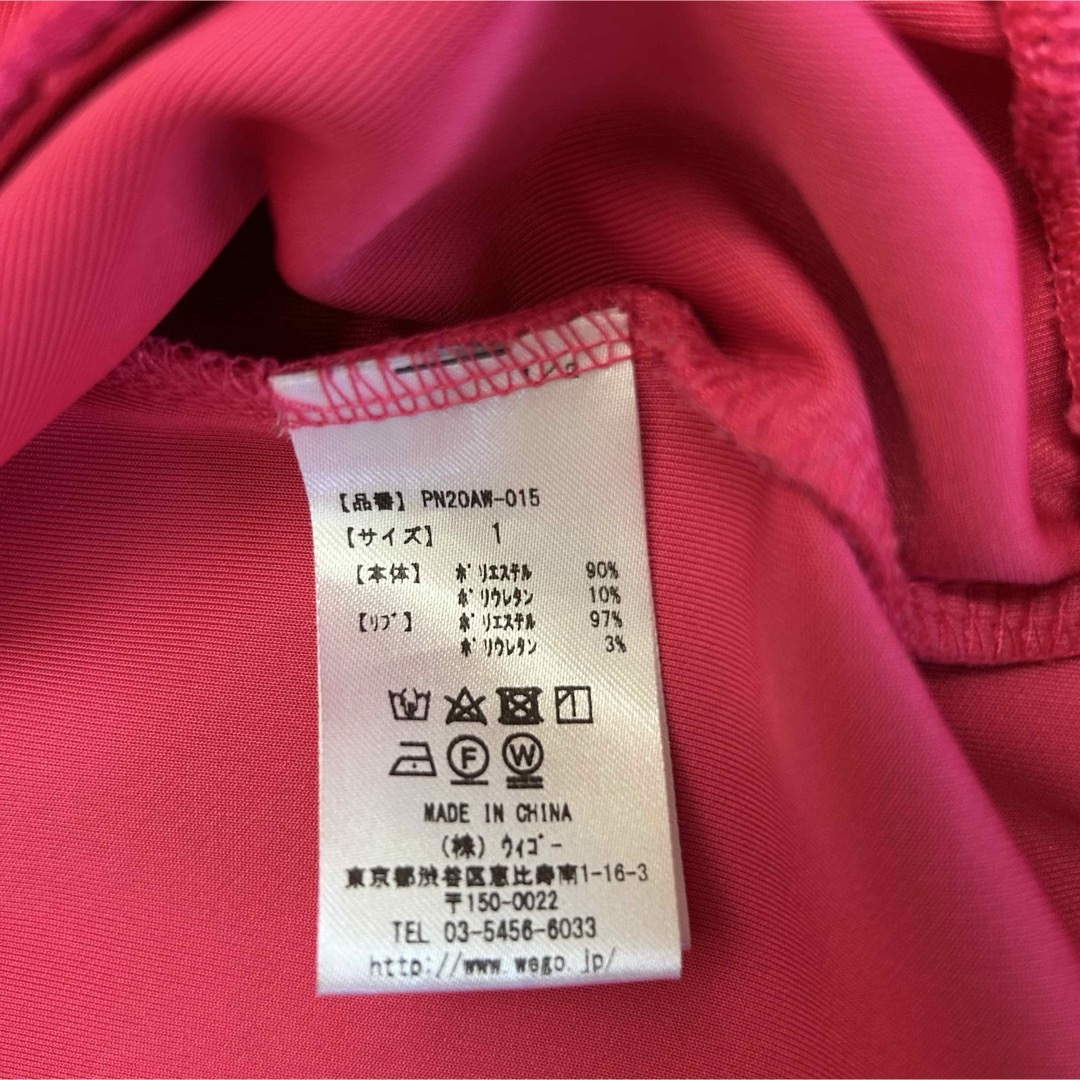 【品番】 PN20AW-015
【サイズ】 1
【本体】 ポリエステル 90%
ポリウレタン 10%
【リブ】 ポリエステル 97%
ポリウレタン 3%
F W
MADE IN CHINA
(株) ウィゴー
東京都渋谷区恵比寿南1-16-3
〒150-0022
TEL 03-5456-6033
http://www.wego.jp/